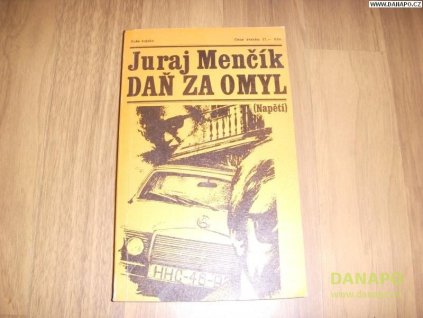 WWW.DANAPO.CZ
Juraj Menčík
DAŇ ZA OMYL
(Napětí)
DANAPO
www.danapo.cz